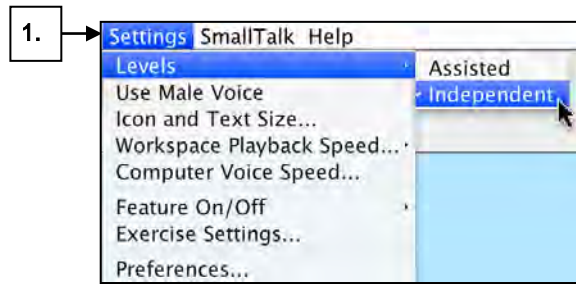 1.
Settings SmallTalk Help
Levels
Assisted
Use Male Voice
Independent
Icon and Text Size...
Workspace Playback Speed...
Computer Voice Speed...
Feature On/Off
Exercise Settings...
Preferences...